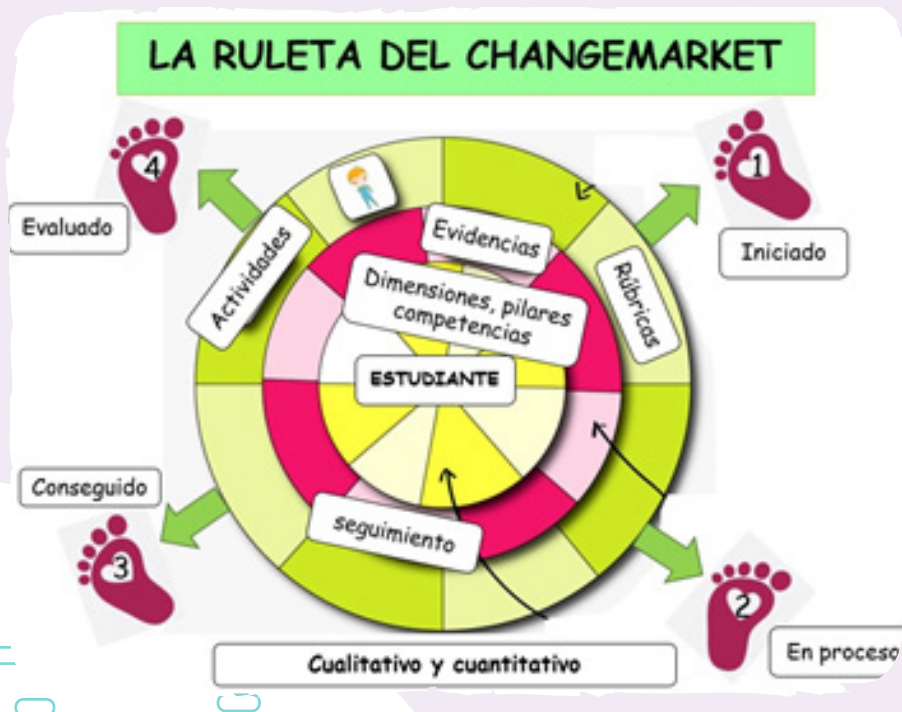 LA RULETA DEL CHANGEMARKET
4
1
Evaluado
Iniciado
Actividades
Evidencias
Rúbricas
Dimensiones, pilares
competencias
ESTUDIANTE
Conseguido
seguimiento
3
2
En proceso
Cualitativo y cuantitativo